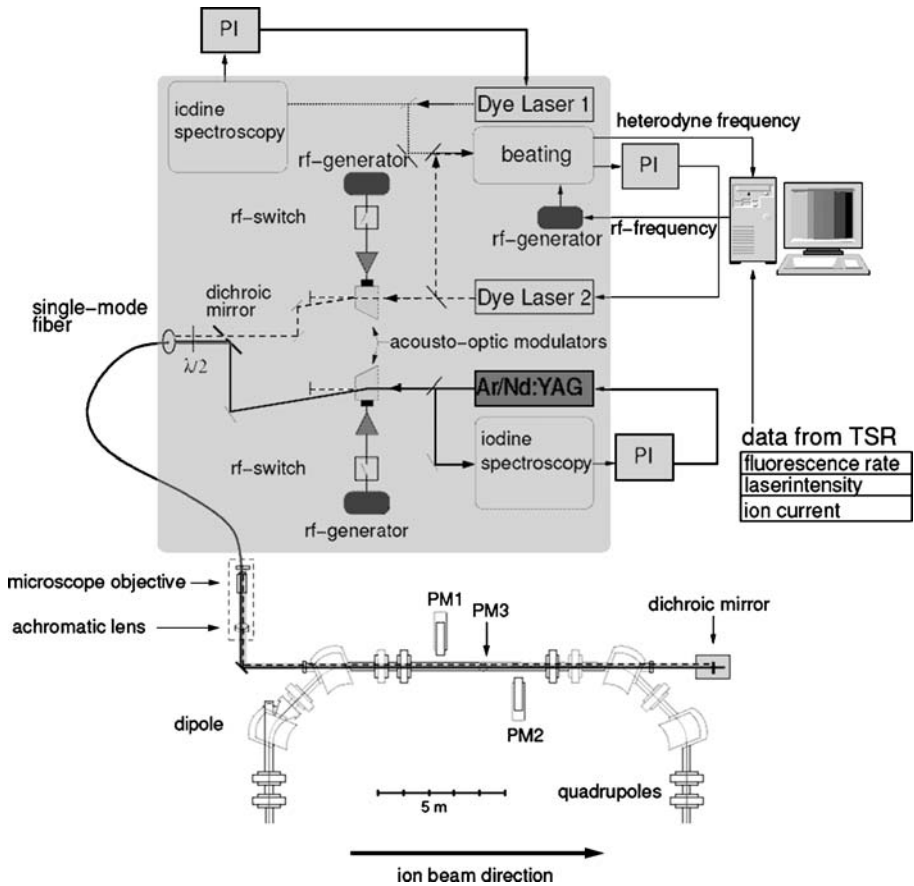 PI
iodine
spectroscopy
Dye Laser 1
heterodyne frequency
rf-generator
beating
PI
rf-switch
rf-generator
rf-frequency
single-mode
fiber
dichroic
mirror
Dye Laser 2
λ/2
acousto-optic modulators
Ar/Nd:YAG
iodine
spectroscopy
PI
rf-switch
rf-generator
data from TSR
fluorescence rate
laserintensity
ion current
microscope objective
achromatic lens
PM1
PM3
dichroic mirror
dipole
PM2
quadrupoles
5 m
ion beam direction